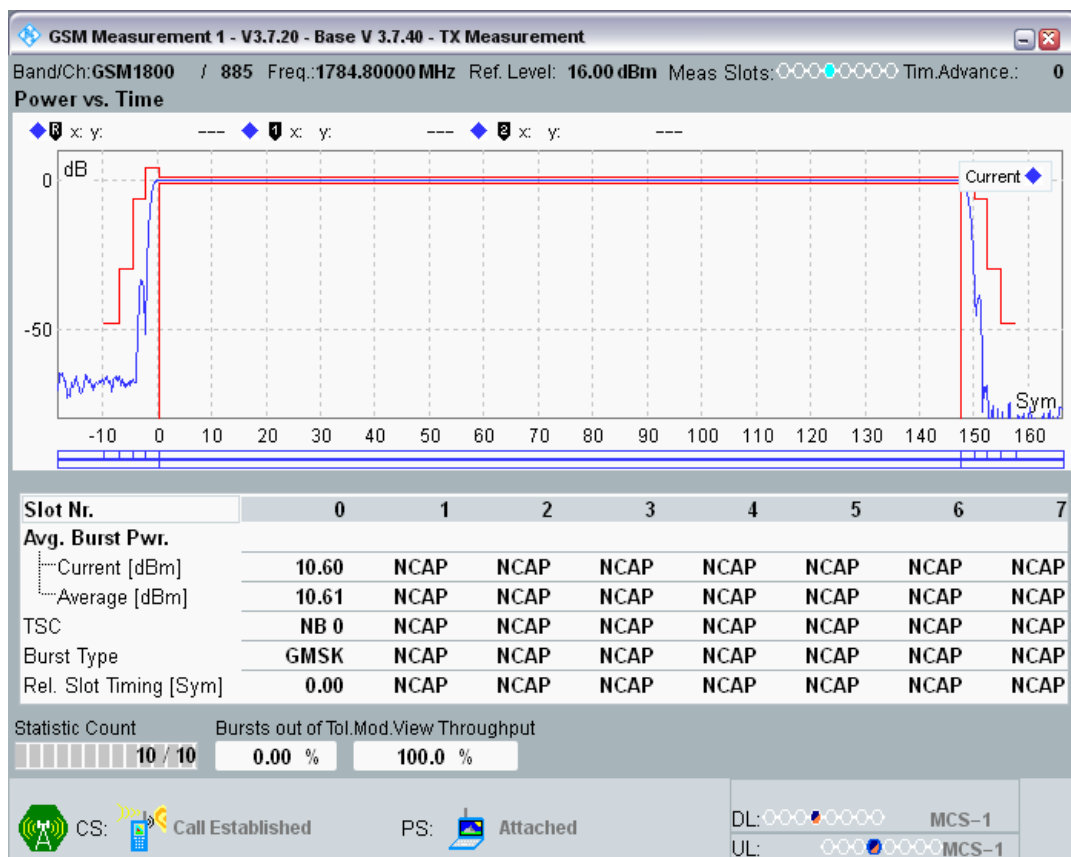 GSM Measurement 1 - V3.7.20 - Base V 3.7.40 - TX Measurement
Band/Ch:GSM1800 / 885 Freq.:1784.80000 MHz Ref. Level: 16.00 dBm Meas Slots: Tim.Advance.: 0
Power vs. Time
R x: y: --- 1 x: y: --- 2 x: y: ---
dB
Current
0
-50
Sym
-10 0 10 20 30 40 50 60 70 80 90 100 110 120 130 140 150 160
Slot Nr. 0 1 2 3 4 5 6 7
Avg. Burst Pwr.
Current [dBm] 10.60 NCAP NCAP NCAP NCAP NCAP NCAP NCAP
Average [dBm] 10.61 NCAP NCAP NCAP NCAP NCAP NCAP NCAP
TSC NB 0 NCAP NCAP NCAP NCAP NCAP NCAP NCAP
Burst Type GMSK NCAP NCAP NCAP NCAP NCAP NCAP NCAP
Rel. Slot Timing [Sym] 0.00 NCAP NCAP NCAP NCAP NCAP NCAP NCAP
Statistic Count Bursts out of Tol.Mod.View Throughput
10 / 10 0.00 % 100.0 %
CS: Call Established PS: Attached DL: MCS-1
UL: MCS-1